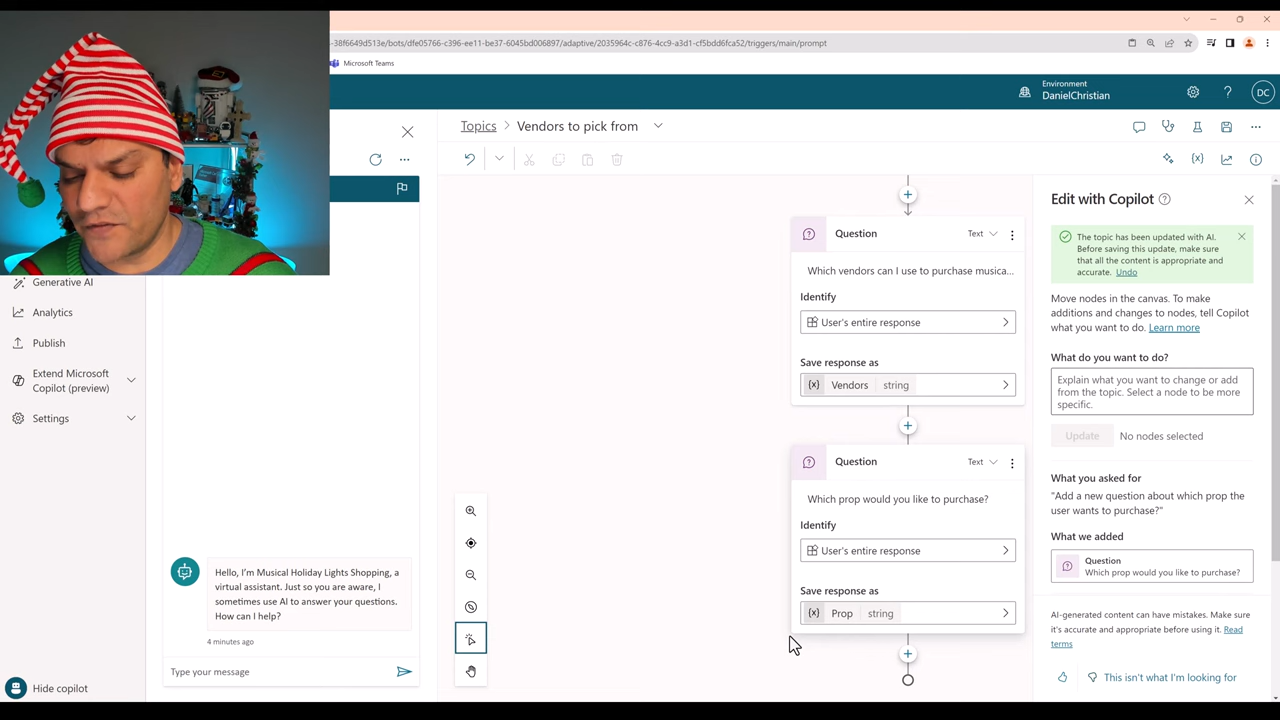 -38f6649d513e/bots/dfe05766-c396-ee11-be37-6045bd006897/adaptive/2035964c-c876-4cc9-a3d1-cf5bdd6fca52/triggers/main/prompt
Microsoft Teams
Environment
DanielChristian
DC
Topics > Vendors to pick from
Generative AI
Analytics
Publish
Extend Microsoft
Copilot (preview)
Settings
Hide copilot
Hello, I'm Musical Holiday Lights Shopping, a
virtual assistant. Just so you are aware, I
sometimes use AI to answer your questions.
How can I help?
4 minutes ago
Type your message
Question
Text
Which vendors can I use to purchase musica...
Identify
User's entire response
Save response as
{x} Vendors string
Question
Text
Which prop would you like to purchase?
Identify
User's entire response
Save response as
{x} Prop string
Edit with Copilot
The topic has been updated with AI.
Before saving this update, make sure
that all the content is appropriate and
accurate. Undo
Move nodes in the canvas. To make
additions and changes to nodes, tell Copilot
what you want to do. Learn more
What do you want to do?
Explain what you want to change or add
from the topic. Select a node to be more
specific.
Update
No nodes selected
What you asked for
"Add a new question about which prop the
user wants to purchase?"
What we added
Question
Which prop would you like to purchase?
AI-generated content can have mistakes. Make sure
it's accurate and appropriate before using it. Read
terms
This isn't what I'm looking for